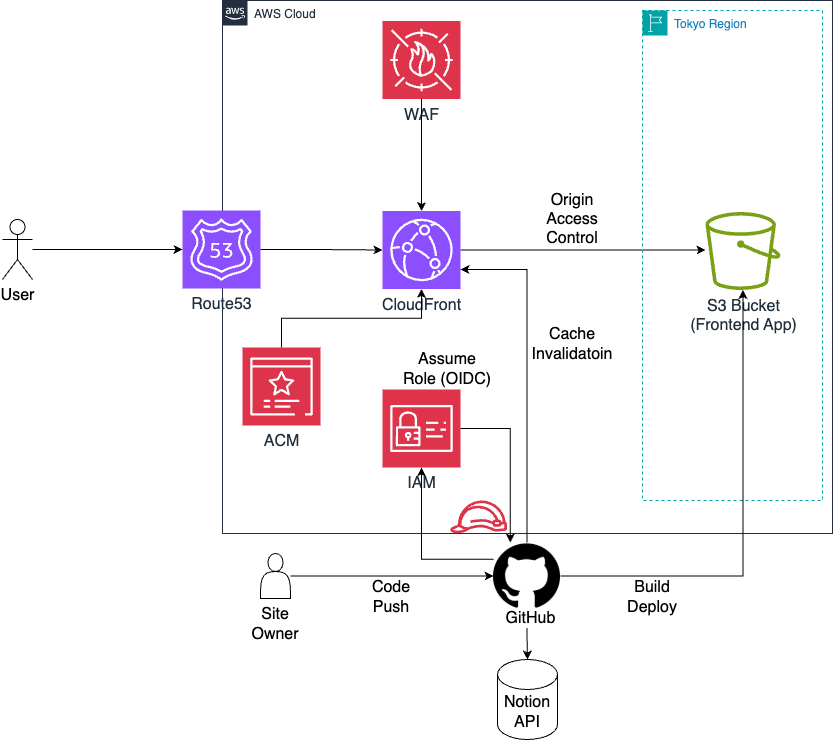 aws
AWS Cloud
Tokyo Region
WAF
Origin
Access
Control
53
User
Route53
CloudFront
S3 Bucket
(Frontend App)
Cache
Invalidatoin
Assume
Role (OIDC)
ACM
IAM
Code
Push
Build
Deploy
Site
Owner
GitHub
Notion
API